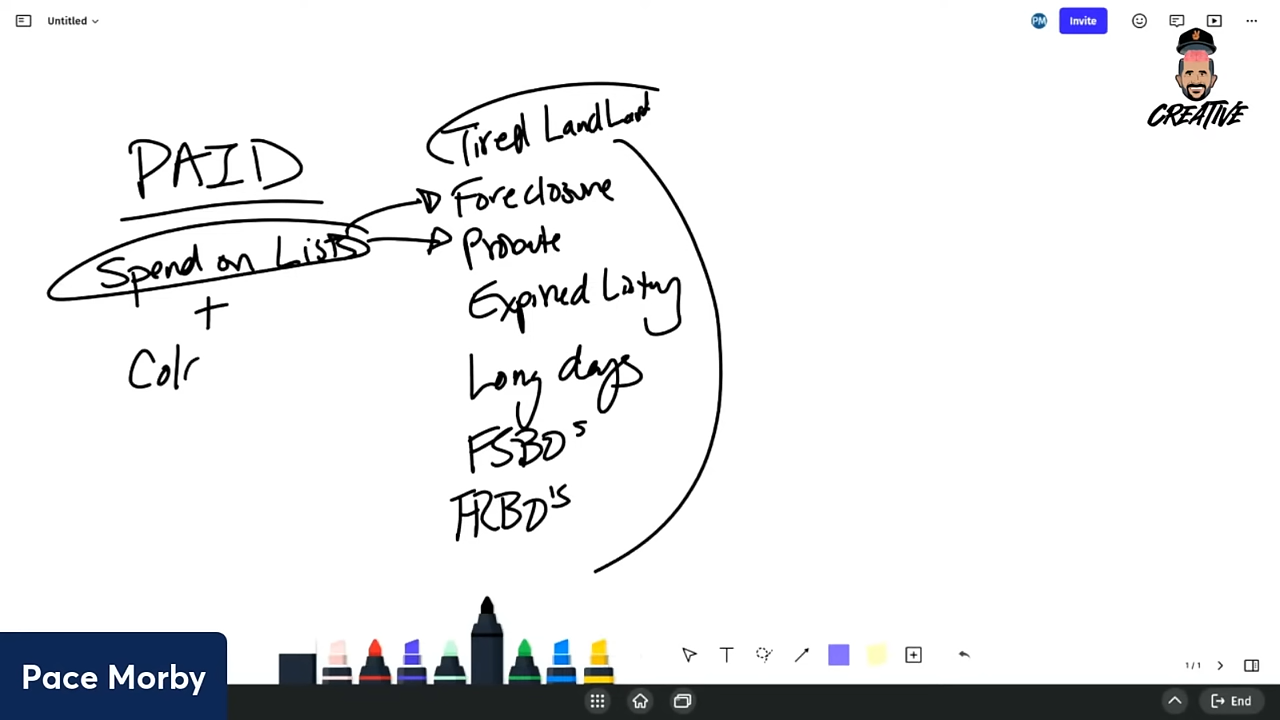 Untitled
PM
Invite
CREATIVE
PAID
Spend on Lists
+
Colr
Tired LandLord
Foreclosure
Probate
Expired Listing
Long days
FSBO's
FRBO's
T
1/1
End
Pace Morby